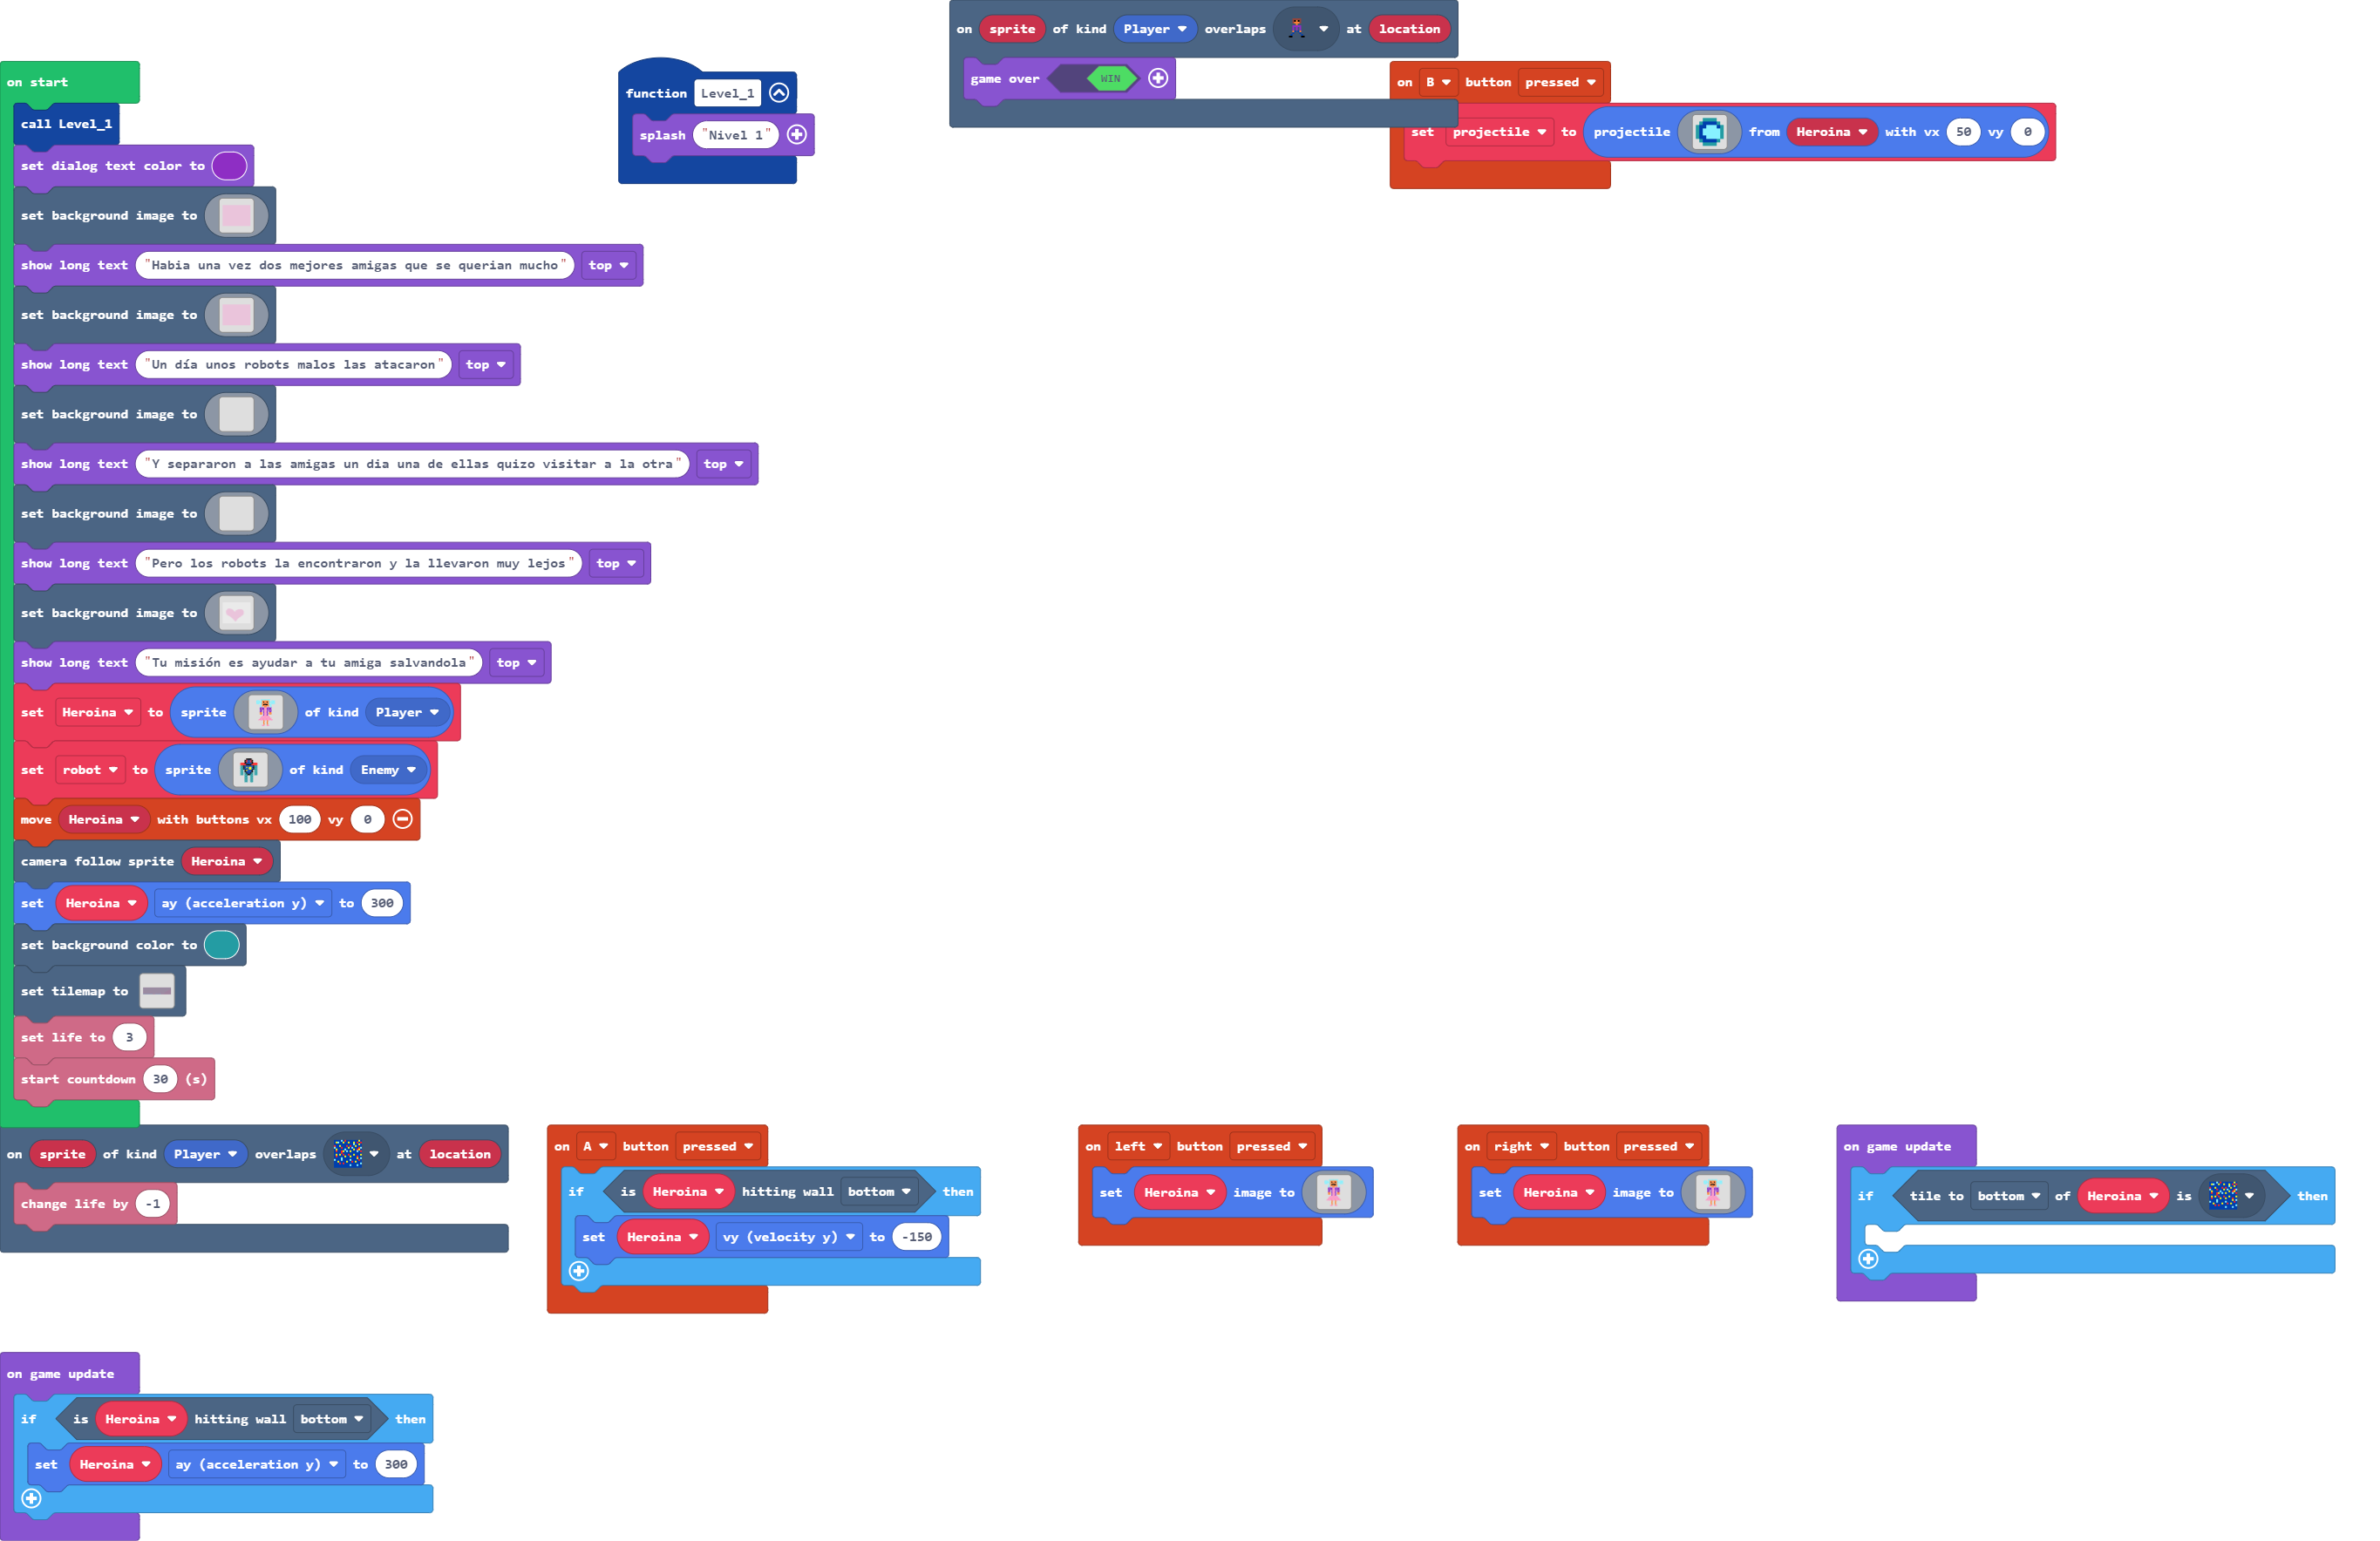 on start
call Level_1
set dialog text color to
set background image to
show long text "Habia una vez dos mejores amigas que se querian mucho" top
set background image to
show long text "Un día unos robots malos las atacaron" top
set background image to
show long text "Y separaron a las amigas un dia una de ellas quizo visitar a la otra" top
set background image to
show long text "Pero los robots la encontraron y la llevaron muy lejos" top
set background image to
show long text "Tu misión es ayudar a tu amiga salvandola" top
set Heroina to sprite of kind Player
set robot to sprite of kind Enemy
move Heroina with buttons vx 100 vy 0
camera follow sprite Heroina
set Heroina ay (acceleration y) to 300
set background color to
set tilemap to
set life to 3
start countdown 30 (s)
function Level_1
splash "Nivel 1"
on sprite of kind Player overlaps at location
game over WIN
on B button pressed
set projectile to projectile from Heroina with vx 50 vy 0
on sprite of kind Player overlaps at location
change life by -1
on A button pressed
if is Heroina hitting wall bottom then
set Heroina vy (velocity y) to -150
on left button pressed
set Heroina image to
on right button pressed
set Heroina image to
on game update
if tile to bottom of Heroina is then
on game update
if is Heroina hitting wall bottom then
set Heroina ay (acceleration y) to 300